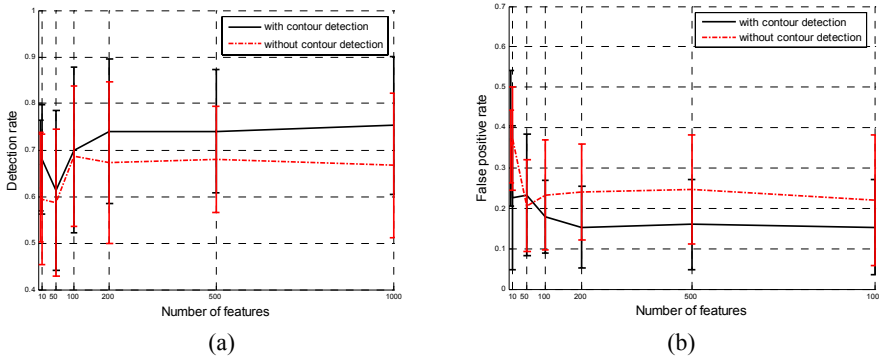 1
0.9
0.8
0.7
0.6
0.5
0.4
Detection rate
with contour detection
without contour detection
10 50 100 200 500 1000
Number of features
(a)
0.7
0.6
0.5
0.4
0.3
0.2
0.1
0
False positive rate
with contour detection
without contour detection
10 50 100 200 500 100
Number of features
(b)